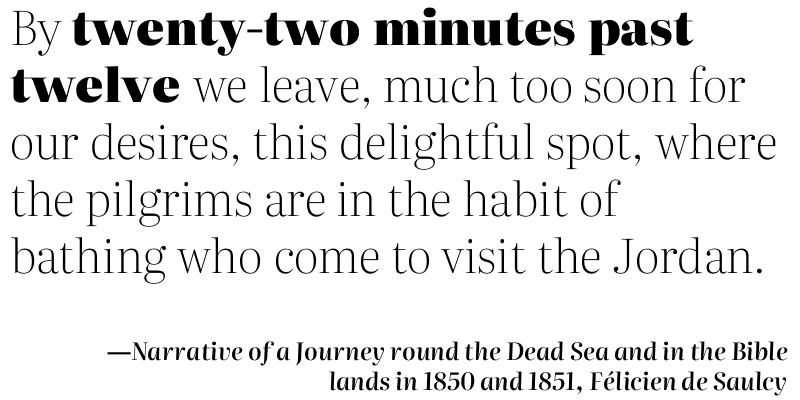 By twenty-two minutes past
twelve we leave, much too soon for
our desires, this delightful spot, where
the pilgrims are in the habit of
bathing who come to visit the Jordan.
—Narrative of a Journey round the Dead Sea and in the Bible
lands in 1850 and 1851, Félicien de Saulcy